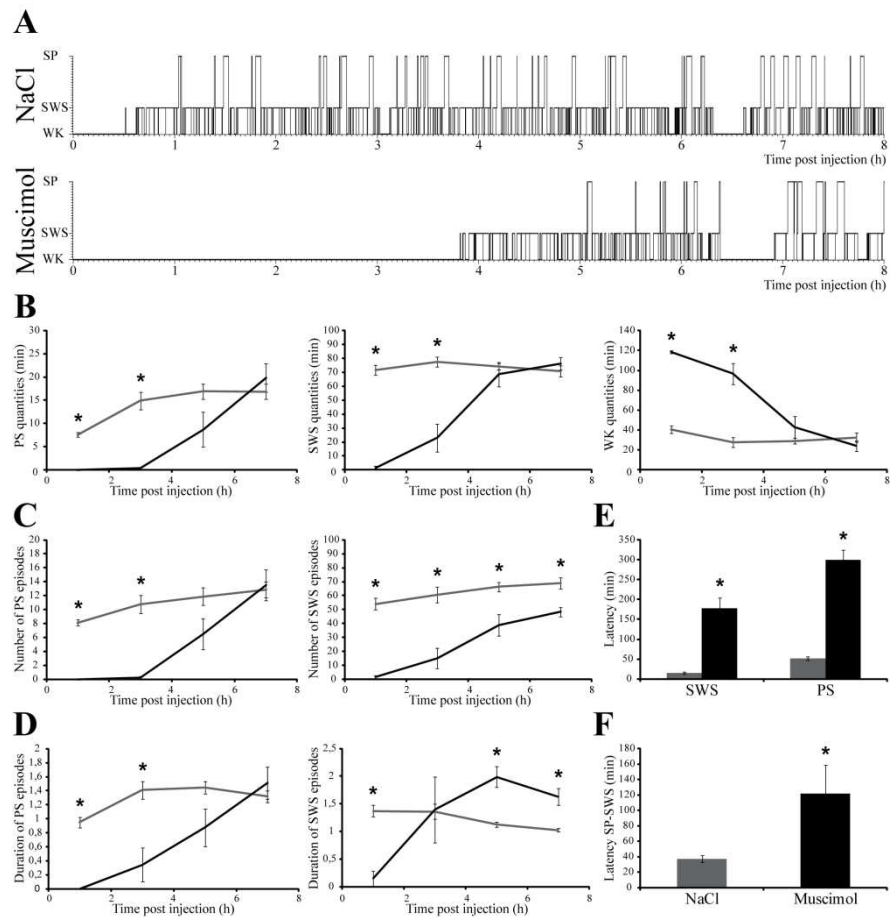 A
NaCl
SP
SWS
WK
1 2 3 4 5 6 7 8
Time post injection (h)
Muscimol
SP
SWS
WK
0 1 2 3 4 5 6 7 8
Time post injection (h)
B
PS quantities (min)
30
25
20
15
10
5
0
* *
0 2 4 6 8
Time post injection (h)
SWS quantities (min)
100
90
80
70
60
50
40
30
20
10
0
* *
0 2 4 6 8
Time post injection (h)
WK quantities (min)
140
120
100
80
60
40
20
0
* *
0 2 4 6 8
Time post injection (h)
C
Number of PS episodes
20
18
16
14
12
10
8
6
4
2
0
* *
0 2 4 6 8
Time post injection (h)
Number of SWS episodes
100
90
80
70
60
50
40
30
20
10
0
* * * *
0 2 4 6 8
Time post injection (h)
E
Latency (min)
350
300
250
200
150
100
50
0
* *
SWS PS
D
Duration of PS episodes
2
1,8
1,6
1,4
1,2
1
0,8
0,6
0,4
0,2
0
* *
0 2 4 6 8
Time post injection (h)
Duration of SWS episodes
2,5
2
1,5
1
0,5
0
* * *
0 2 4 6 8
Time post injection (h)
F
Latency SP-SWS (min)
180
160
140
120
100
80
60
40
20
0
*
NaCl Muscimol